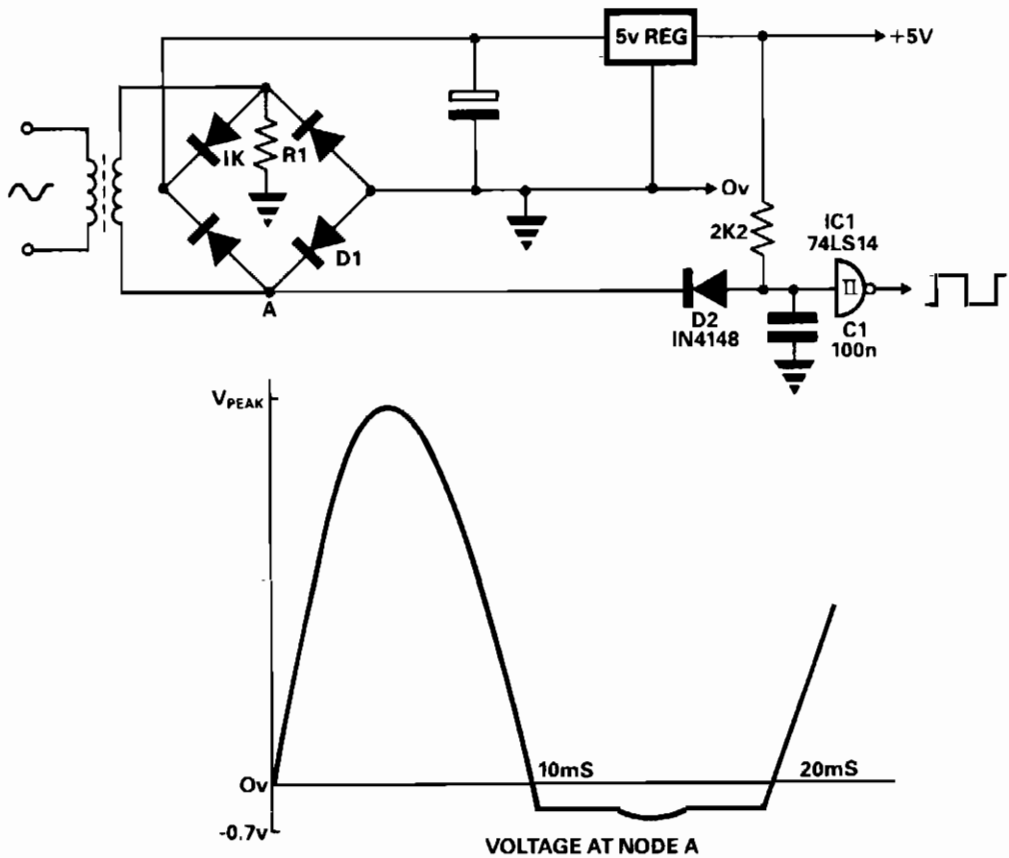 5v REG
+5V
IK
R1
Ov
2K2
IC1
74LS14
D1
A
D2
IN4148
C1
100n
VPEAK
Ov
10mS
20mS
-0.7v
VOLTAGE AT NODE A